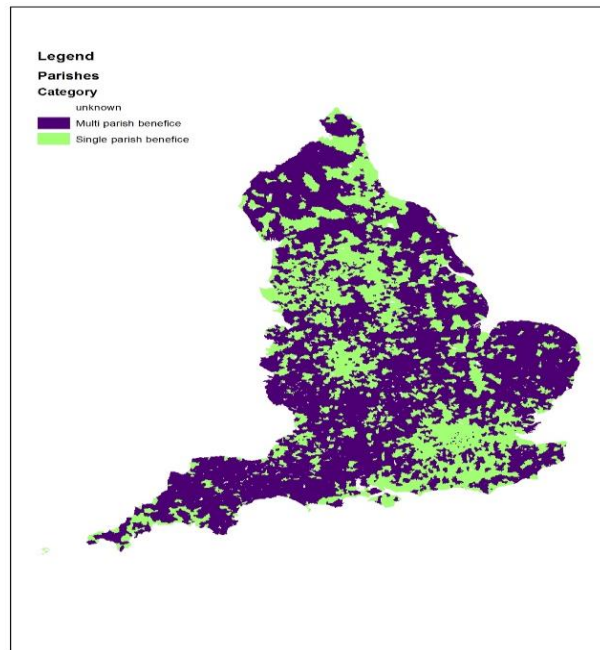 Legend
Parishes
Category
unknown
Multi parish benefice
Single parish benefice